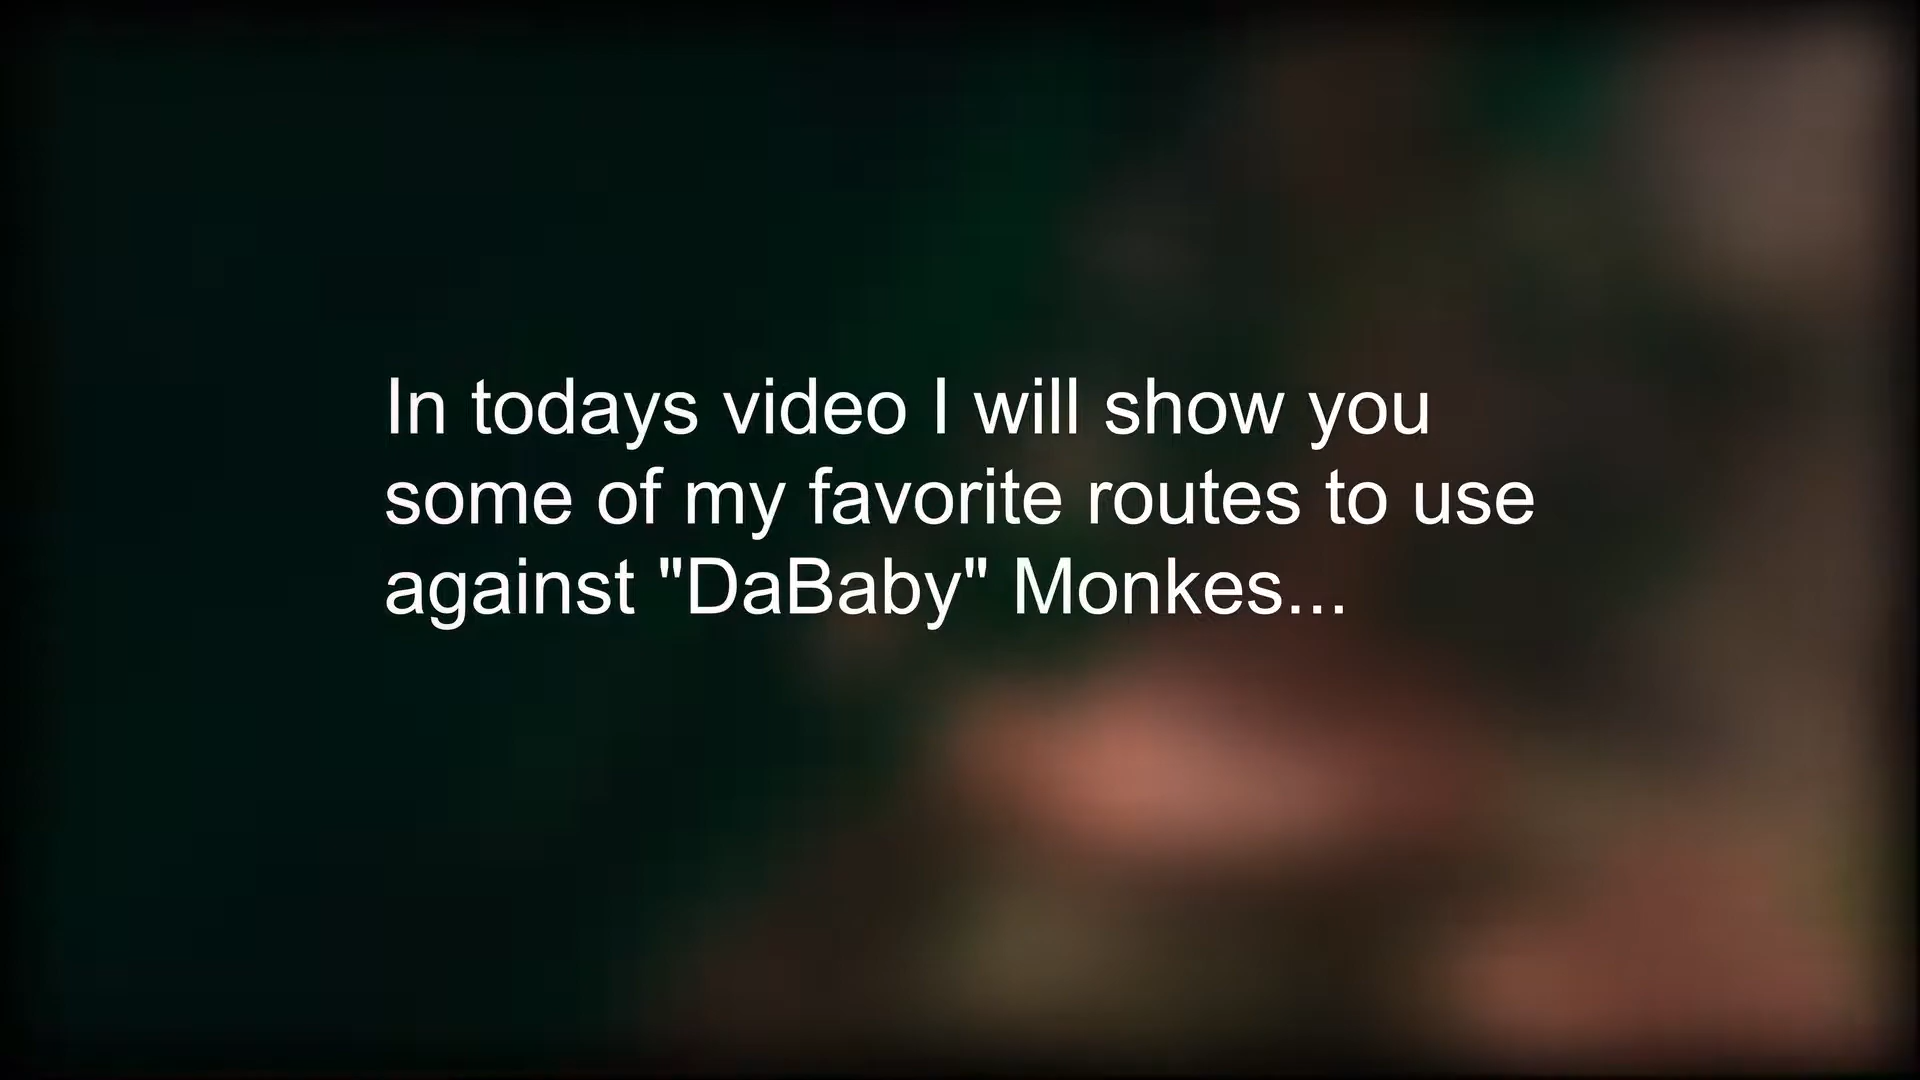 In todays video I will show you
some of my favorite routes to use
against "DaBaby" Monkes...